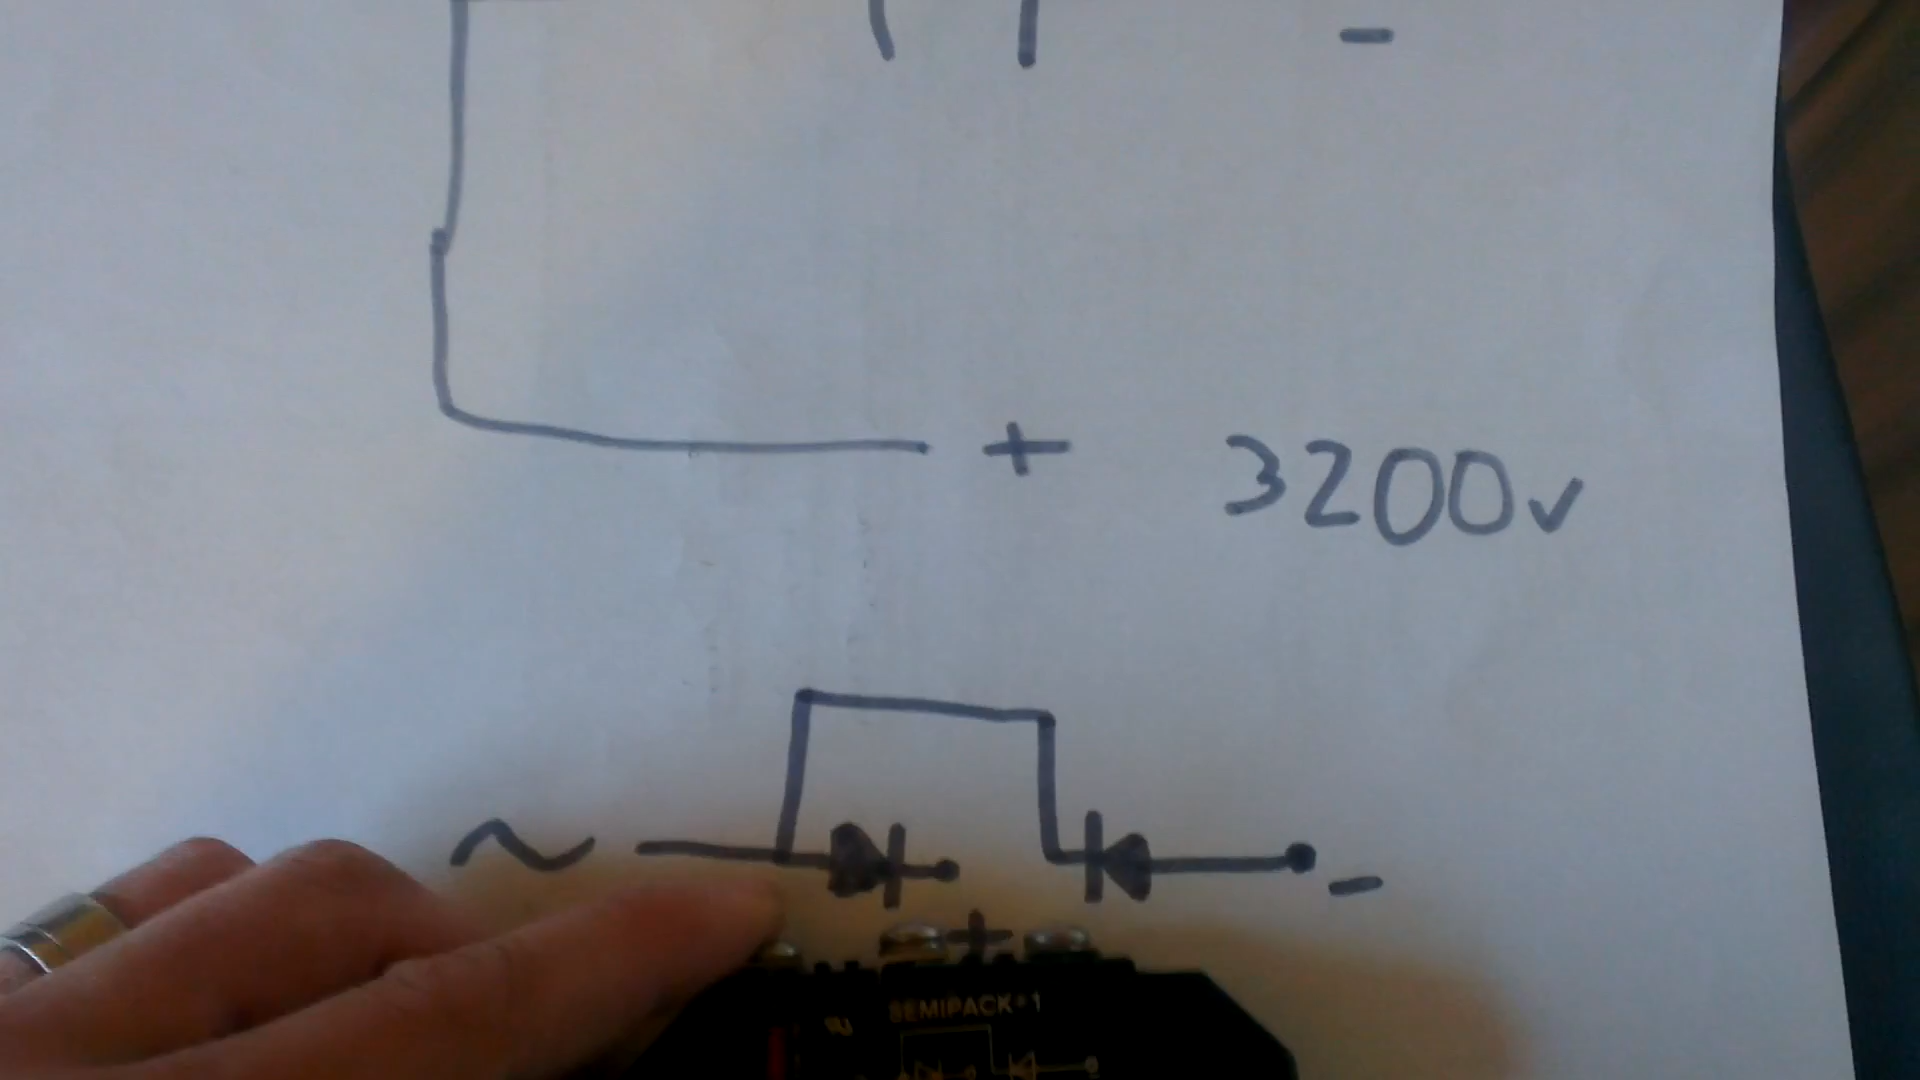 -
+ 3200v
~
-
+
SEMIPACK® 1